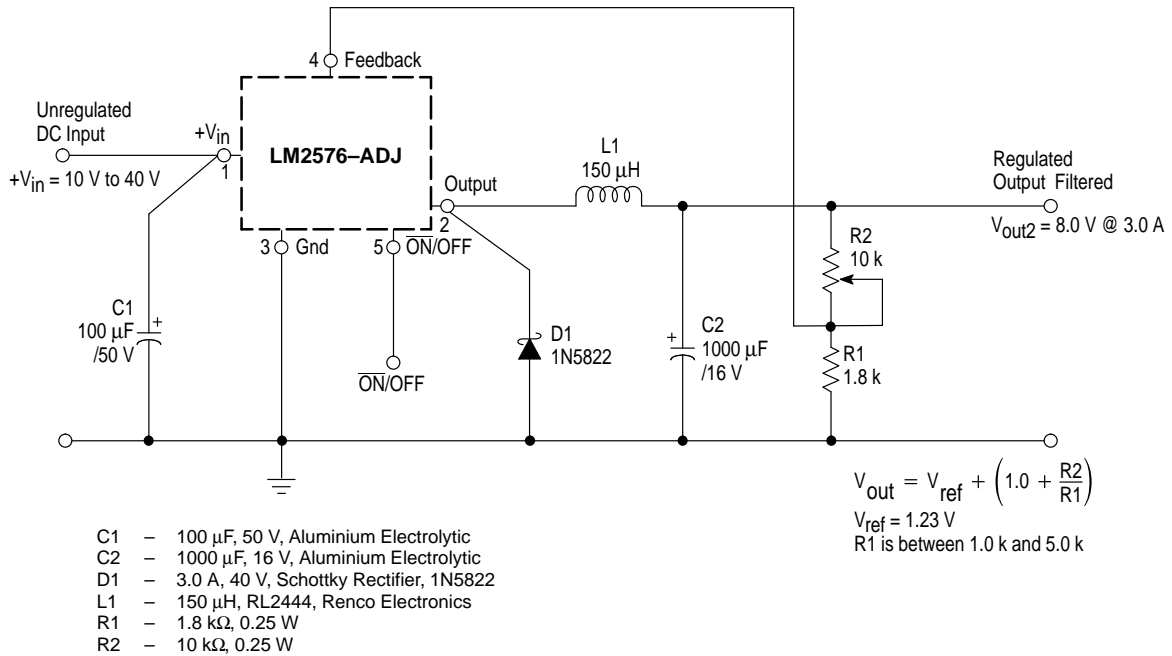 4 Feedback
Unregulated
DC Input
+Vin
1
+Vin = 10 V to 40 V
LM2576–ADJ
Output
2
3 Gnd
5 ON/OFF
ON/OFF
L1
150 μH
Regulated
Output Filtered
Vout2 = 8.0 V @ 3.0 A
R2
10 k
C1
100 μF
/50 V
+
D1
1N5822
+
C2
1000 μF
/16 V
R1
1.8 k
Vout = Vref + (1.0 + R2/R1)
Vref = 1.23 V
R1 is between 1.0 k and 5.0 k
C1 – 100 μF, 50 V, Aluminium Electrolytic
C2 – 1000 μF, 16 V, Aluminium Electrolytic
D1 – 3.0 A, 40 V, Schottky Rectifier, 1N5822
L1 – 150 μH, RL2444, Renco Electronics
R1 – 1.8 kΩ, 0.25 W
R2 – 10 kΩ, 0.25 W